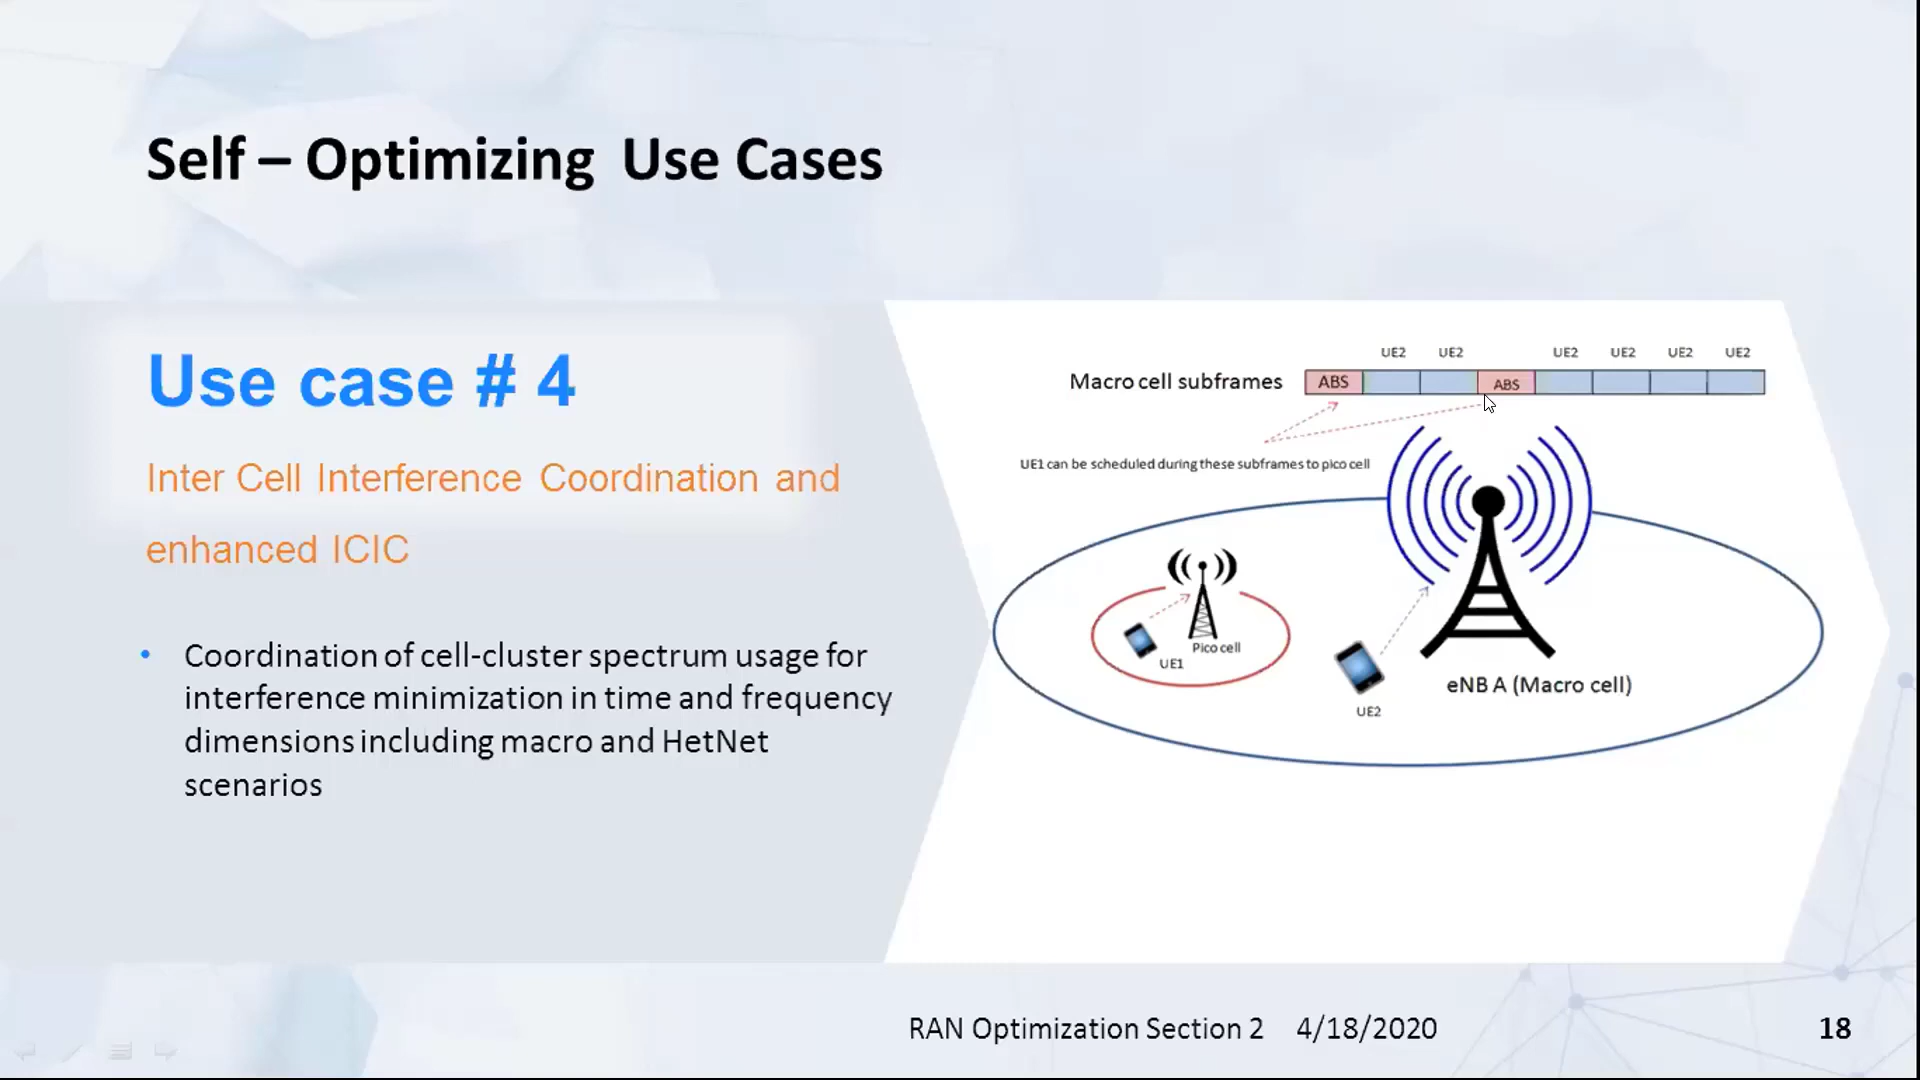 Self – Optimizing Use Cases
Use case # 4
Inter Cell Interference Coordination and
enhanced ICIC
• Coordination of cell-cluster spectrum usage for
interference minimization in time and frequency
dimensions including macro and HetNet
scenarios
UE2 UE2 UE2 UE2 UE2 UE2
Macro cell subframes ABS ABS
UE1 can be scheduled during these subframes to pico cell
Pico cell
UE1
eNB A (Macro cell)
UE2
RAN Optimization Section 2 4/18/2020 18